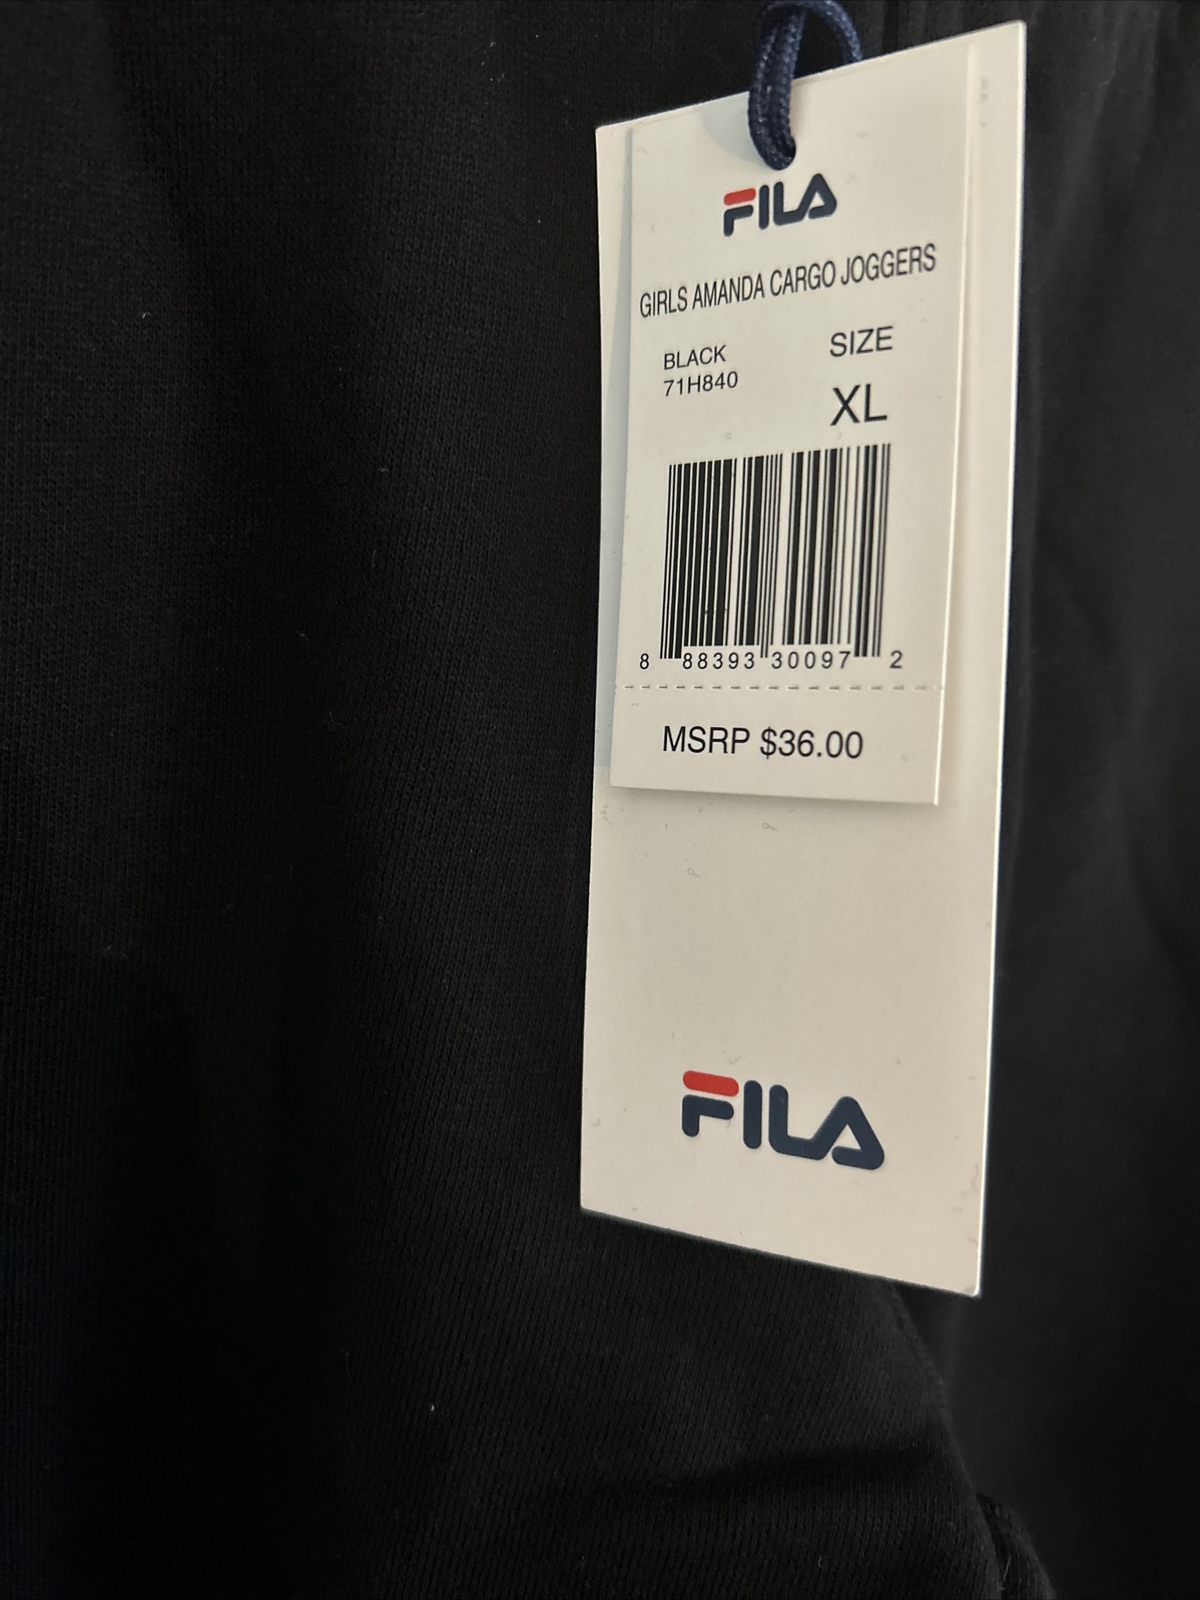 FILA
GIRLS AMANDA CARGO JOGGERS
BLACK
71H840
SIZE
XL
8 88393 30097 2
MSRP $36.00
FILA